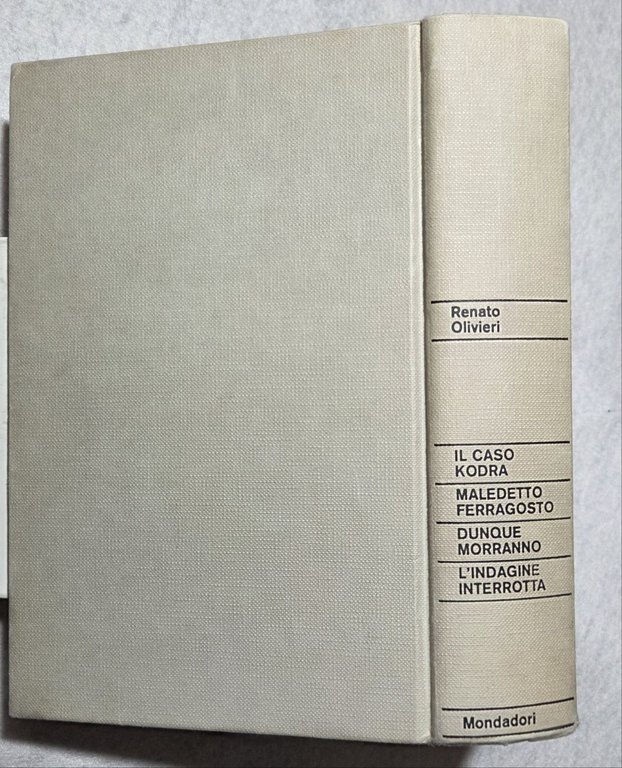 Renato
Olivieri
IL CASO
KODRA
MALEDETTO
FERRAGOSTO
DUNQUE
MORRANNO
L'INDAGINE
INTERROTTA
Mondadori